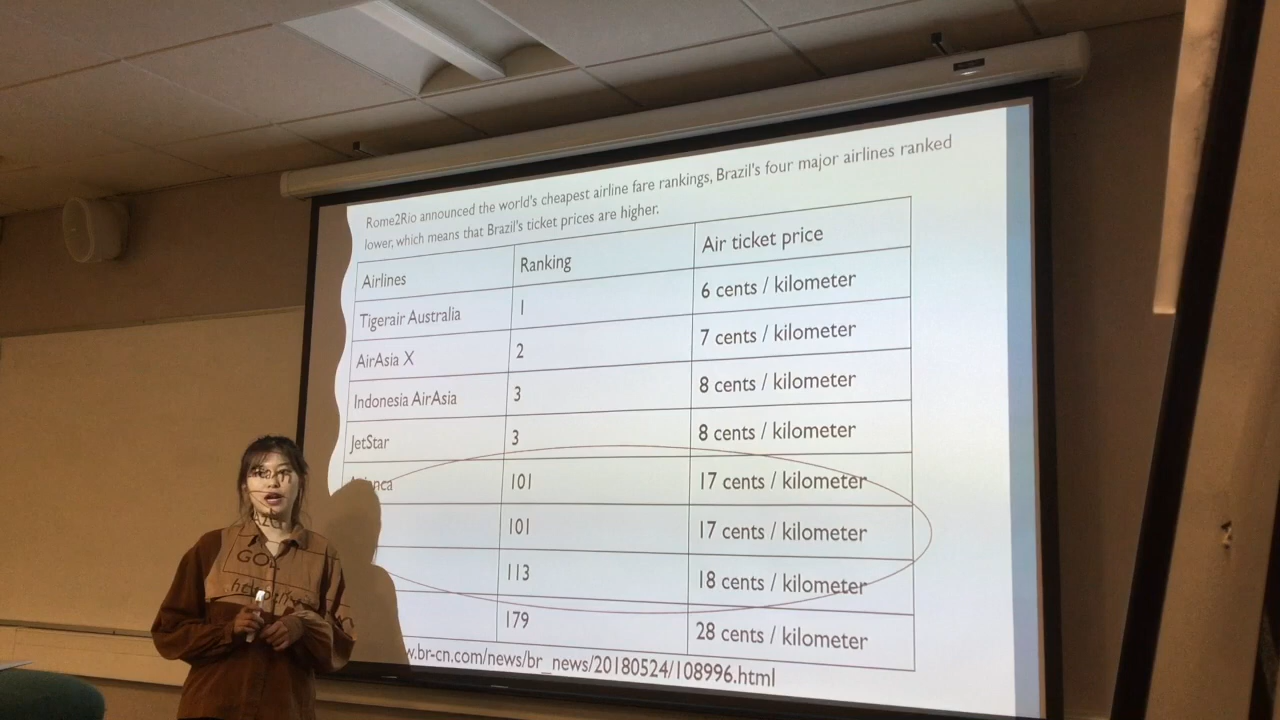 Rome2Rio announced the world's cheapest airline fare rankings, Brazil's four major airlines ranked
lower, which means that Brazil's ticket prices are higher.
Airlines Ranking Air ticket price
Tigerair Australia 1 6 cents / kilometer
AirAsia X 2 7 cents / kilometer
Indonesia AirAsia 3 8 cents / kilometer
JetStar 3 8 cents / kilometer
101 17 cents / kilometer
101 17 cents / kilometer
113 18 cents / kilometer
179 28 cents / kilometer
w.br-cn.com/news/br_news/20180524/108996.html